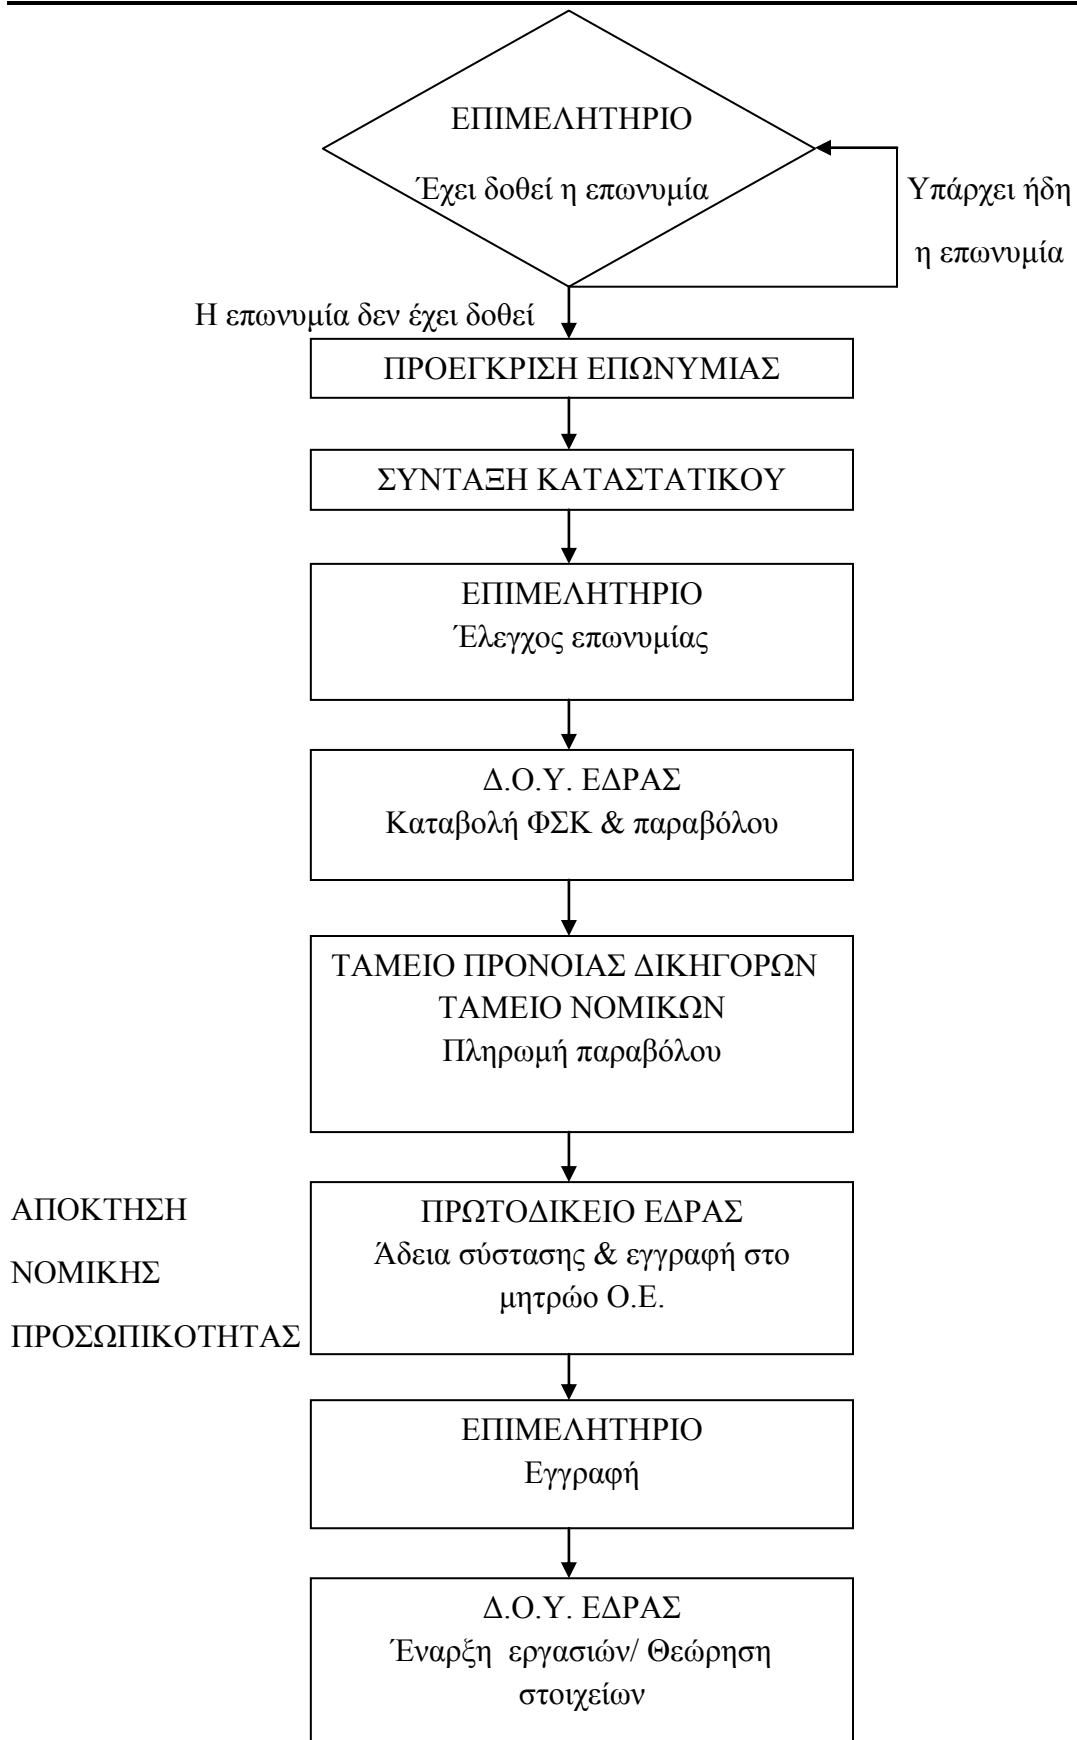 ΕΠΙΜΕΛΗΤΗΡΙΟ
Έχει δοθεί η επωνυμία
Υπάρχει ήδη
η επωνυμία
Η επωνυμία δεν έχει δοθεί
ΠΡΟΕΓΚΡΙΣΗ ΕΠΩΝΥΜΙΑΣ
ΣΥΝΤΑΞΗ ΚΑΤΑΣΤΑΤΙΚΟΥ
ΕΠΙΜΕΛΗΤΗΡΙΟ
Έλεγχος επωνυμίας
Δ.Ο.Υ. ΕΔΡΑΣ
Καταβολή ΦΣΚ & παραβόλου
ΤΑΜΕΙΟ ΠΡΟΝΟΙΑΣ ΔΙΚΗΓΟΡΩΝ
ΤΑΜΕΙΟ ΝΟΜΙΚΩΝ
Πληρωμή παραβόλου
ΑΠΟΚΤΗΣΗ
ΝΟΜΙΚΗΣ
ΠΡΟΣΩΠΙΚΟΤΗΤΑΣ
ΠΡΩΤΟΔΙΚΕΙΟ ΕΔΡΑΣ
Άδεια σύστασης & εγγραφή στο
μητρώο Ο.Ε.
ΕΠΙΜΕΛΗΤΗΡΙΟ
Εγγραφή
Δ.Ο.Υ. ΕΔΡΑΣ
Έναρξη εργασιών/ Θεώρηση
στοιχείων